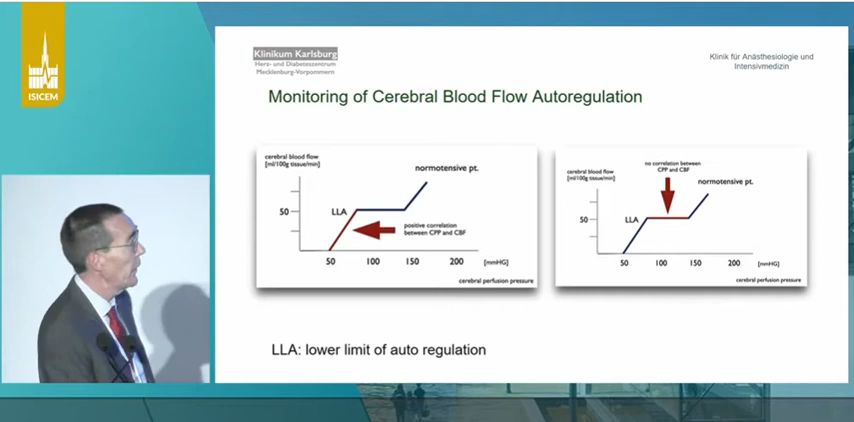 ISICEM
Klinikum Karlsburg
Herz- und Diabeteszentrum
Mecklenburg-Vorpommern
Klinik für Anästhesiologie und
Intensivmedizin
Monitoring of Cerebral Blood Flow Autoregulation
cerebral blood flow
[ml/100g tissue/min]
normotensive pt.
50
LLA
positive correlation
between CPP and CBF
50
100
150
200
[mmHG]
cerebral perfusion pressure
no correlation between
CPP and CBF
cerebral blood flow
[ml/100g tissue/min]
normotensive pt.
50
LLA
50
100
150
200
[mmHG]
cerebral perfusion pressure
LLA: lower limit of auto regulation